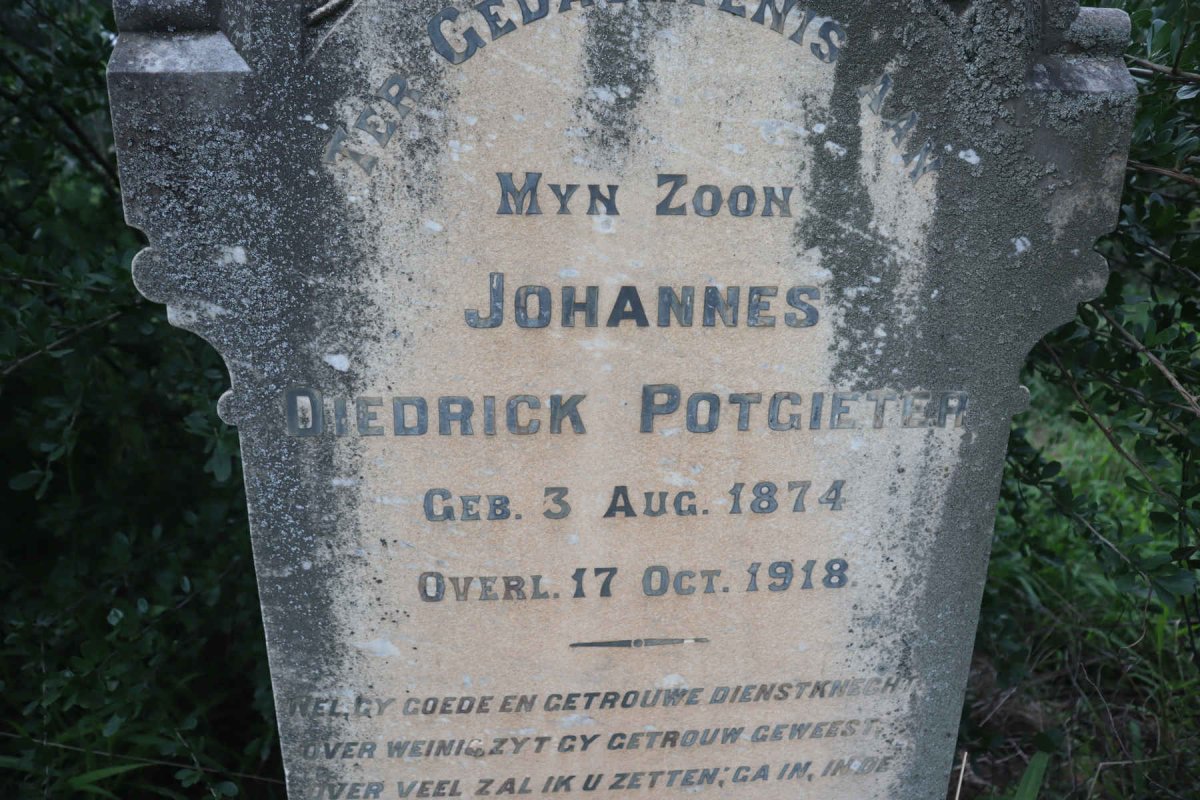 TER GEDACHTENIS AAN
MYN ZOON
JOHANNES
DIEDRICK POTGIETER
GEB. 3 AUG. 1874
OVERL. 17 OCT. 1918.
WEL, GY GOEDE EN GETROUWE DIENSTKNECHT
OVER WEINIG ZYT GY GETROUW GEWEEST,
OVER VEEL ZAL IK U ZETTEN; GA IN, IN DE